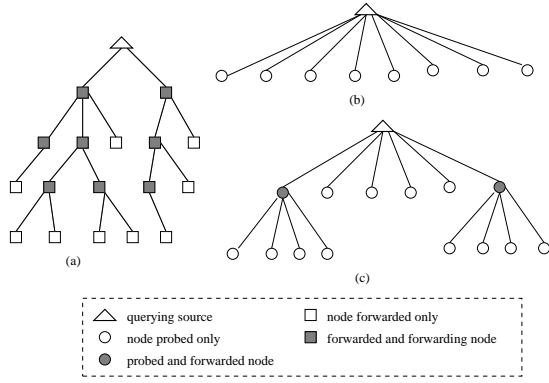 (b)
(a)
(c)
querying source
node forwarded only
node probed only
forwarded and forwarding node
probed and forwarded node